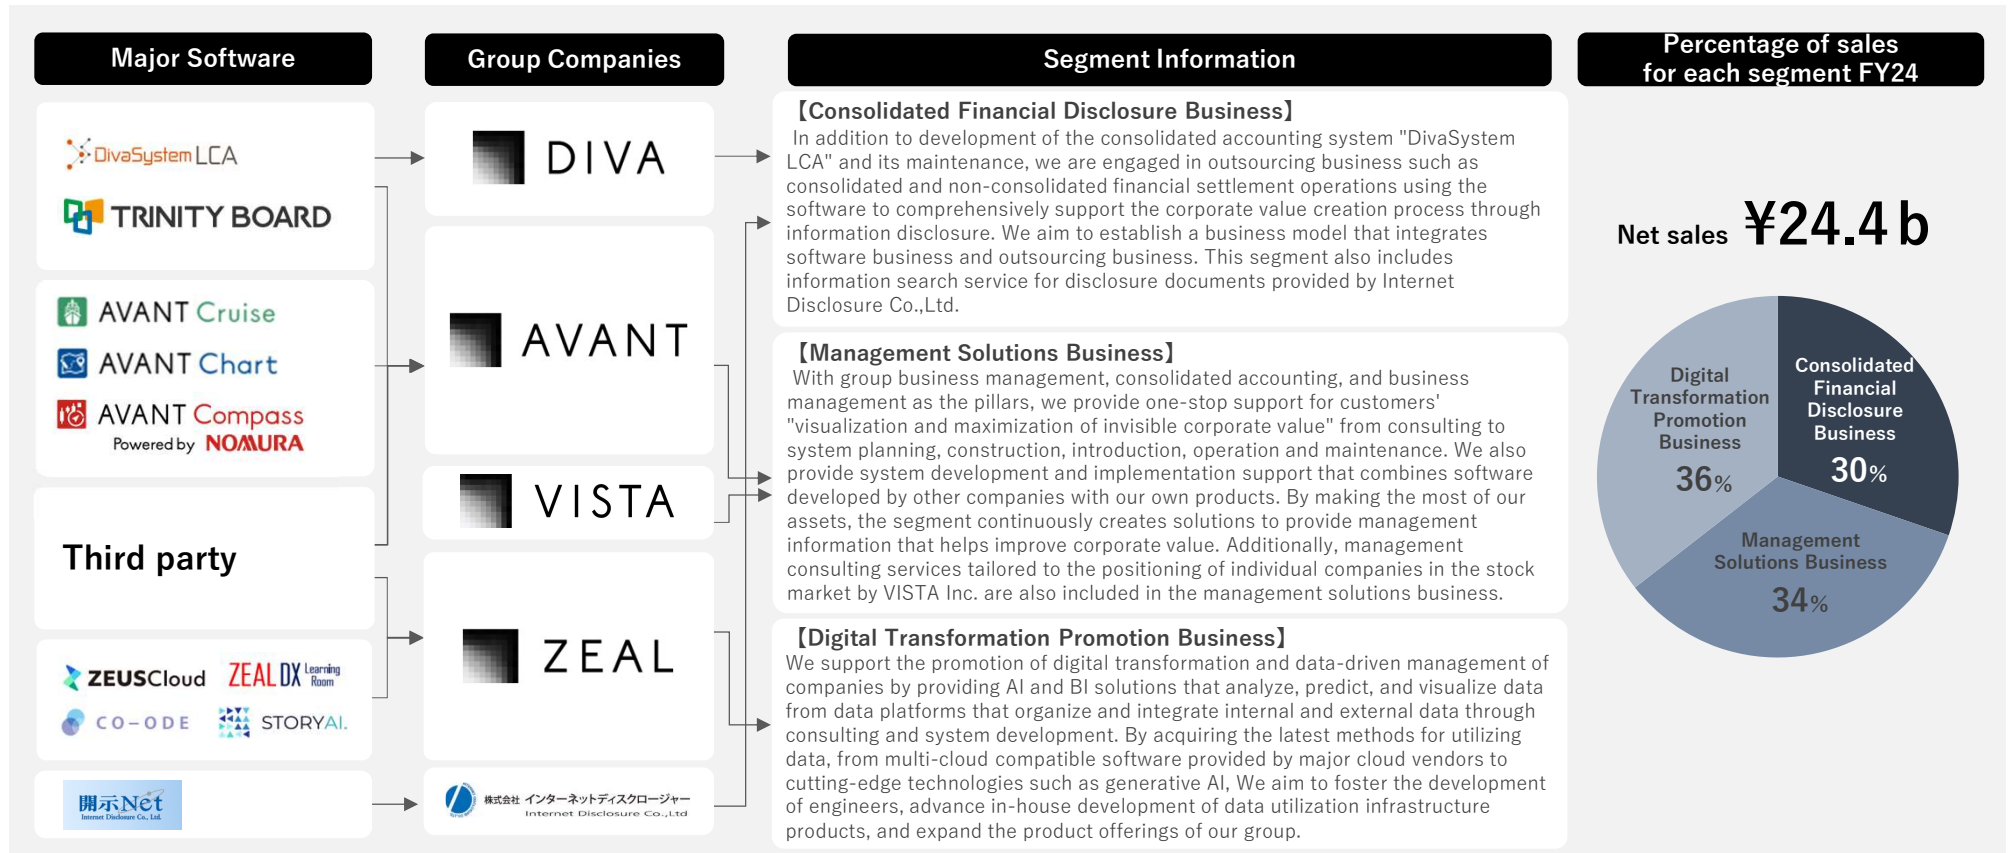 Major Software
Group Companies
Segment Information
Percentage of sales
for each segment FY24
DivaSystem LCA
TRINITY BOARD
AVANT Cruise
AVANT Chart
AVANT Compass
Powered by NOMURA
Third party
ZEUSCloud
ZEAL DX Learning
Room
CO-ODE
STORYAI.
開示Net
Internet Disclosure Co., Ltd.
DIVA
AVANT
VISTA
ZEAL
株式会社 インターネットディスクロージャー
Internet Disclosure Co.,Ltd
【Consolidated Financial Disclosure Business】
In addition to development of the consolidated accounting system "DivaSystem
LCA" and its maintenance, we are engaged in outsourcing business such as
consolidated and non-consolidated financial settlement operations using the
software to comprehensively support the corporate value creation process through
information disclosure. We aim to establish a business model that integrates
software business and outsourcing business. This segment also includes
information search service for disclosure documents provided by Internet
Disclosure Co.,Ltd.
【Management Solutions Business】
With group business management, consolidated accounting, and business
management as the pillars, we provide one-stop support for customers'
"visualization and maximization of invisible corporate value" from consulting to
system planning, construction, introduction, operation and maintenance. We also
provide system development and implementation support that combines software
developed by other companies with our own products. By making the most of our
assets, the segment continuously creates solutions to provide management
information that helps improve corporate value. Additionally, management
consulting services tailored to the positioning of individual companies in the stock
market by VISTA Inc. are also included in the management solutions business.
【Digital Transformation Promotion Business】
We support the promotion of digital transformation and data-driven management of
companies by providing AI and BI solutions that analyze, predict, and visualize data
from data platforms that organize and integrate internal and external data through
consulting and system development. By acquiring the latest methods for utilizing
data, from multi-cloud compatible software provided by major cloud vendors to
cutting-edge technologies such as generative AI, We aim to foster the development
of engineers, advance in-house development of data utilization infrastructure
products, and expand the product offerings of our group.
Net sales ¥24.4 b
Digital
Transformation
Promotion
Business
36%
Consolidated
Financial
Disclosure
Business
30%
Management
Solutions Business
34%